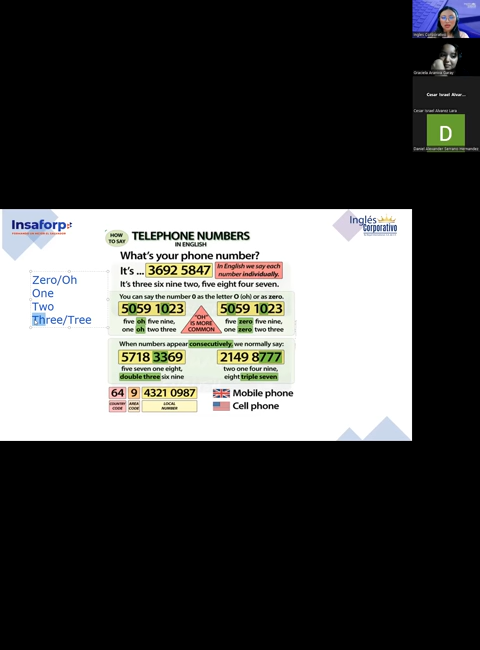 Inglés Corporativo
Graciela Arianna Garay
Cesar Israel Alvar...
Cesar Israel Alvarez Lara
D
Daniel Alexander Serrano Hernandez
Insaforp
Inglés
Corporativo
Zero/Oh
One
Two
Three/Tree
HOW
TO SAY
TELEPHONE NUMBERS
IN ENGLISH
What's your phone number?
It's ... 3692 5847
In English we say each
number individually.
It's three six nine two, five eight four seven.
You can say the number 0 as the letter O (oh) or as zero.
5059 1023
five oh five nine,
one oh two three
"OH"
IS MORE
COMMON
5059 1023
five zero five nine,
one zero two three
When numbers appear consecutively, we normally say:
5718 3369
five seven one eight,
double three six nine
2149 8777
two one four nine,
eight triple seven
64 9 4321 0987
COUNTRY
CODE
AREA
CODE
LOCAL
NUMBER
Mobile phone
Cell phone